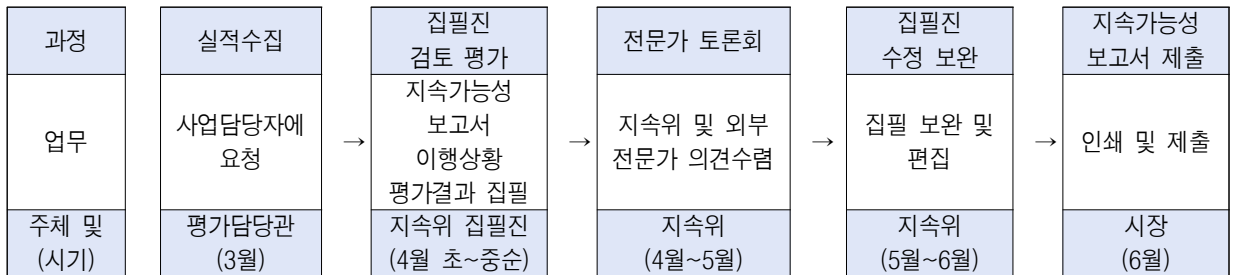 과정
실적수집
집필진
검토 평가
전문가 토론회
집필진
수정 보완
지속가능성
보고서 제출
업무
사업담당자에
요청
→
지속가능성
보고서
이행상황
평가결과 집필
→
지속위 및 외부
전문가 의견수렴
→
집필 보완 및
편집
→
인쇄 및 제출
주체 및
(시기)
평가담당관
(3월)
지속위 집필진
(4월 초~중순)
지속위
(4월~5월)
지속위
(5월~6월)
시장
(6월)